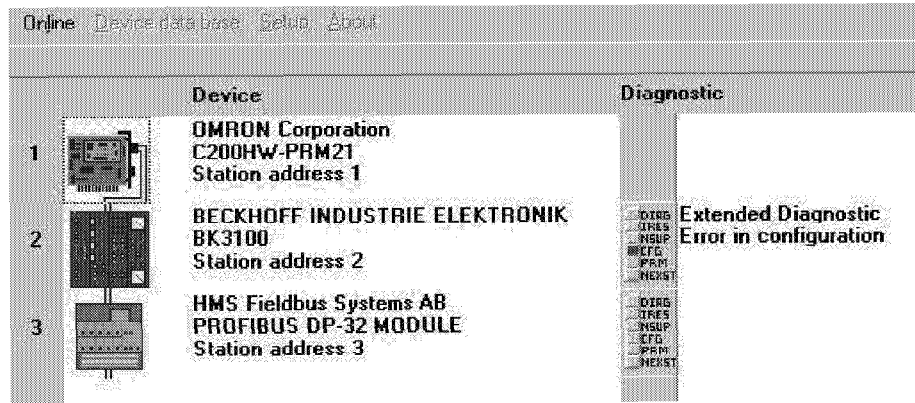 Online Device data base Setup About
Device Diagnostic
1
OMRON Corporation
C200HW-PRM21
Station address 1
2
BECKHOFF INDUSTRIE ELEKTRONIK
BK3100
Station address 2
DIAG
IRES
NSUP
CFG
PRM
NEXST
Extended Diagnostic
Error in configuration
3
HMS Fieldbus Systems AB
PROFIBUS DP-32 MODULE
Station address 3
DIAG
IRES
NSUP
CFG
PRM
NEXST